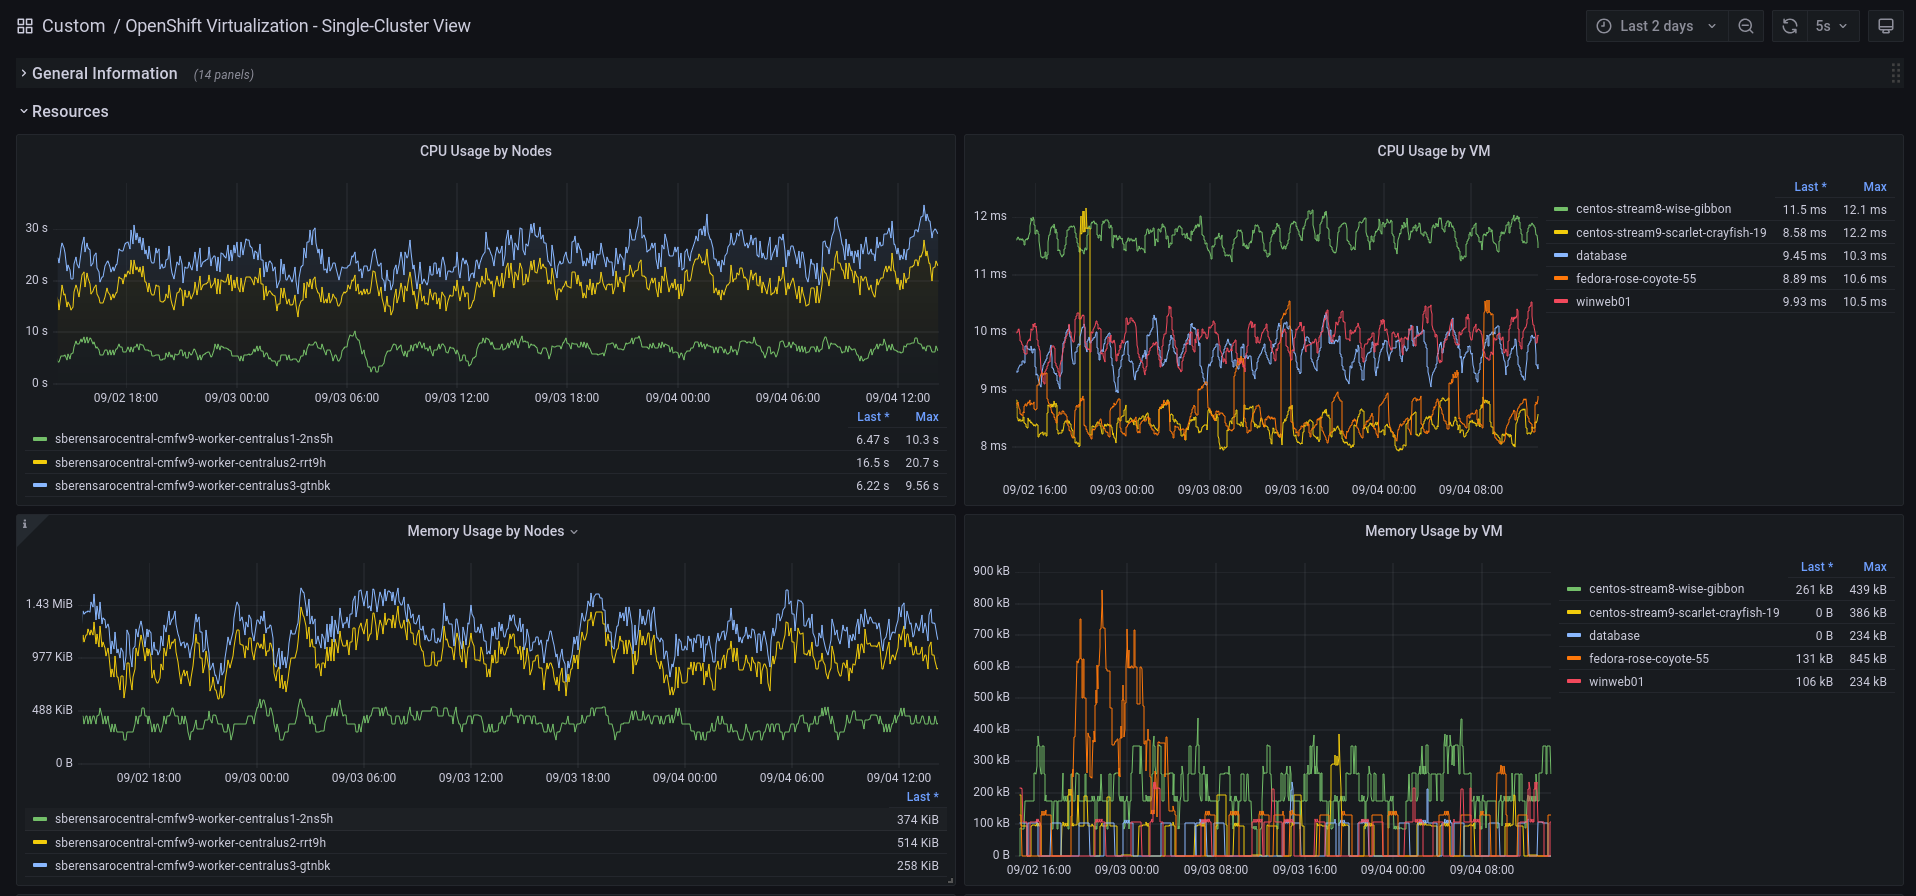 Custom / OpenShift Virtualization - Single-Cluster View
Last 2 days
5s
General Information (14 panels)
Resources
CPU Usage by Nodes
30 s
20 s
10 s
0 s
09/02 18:00 09/03 00:00 09/03 06:00 09/03 12:00 09/03 18:00 09/04 00:00 09/04 06:00 09/04 12:00
Last * Max
sberensarocentral-cmfw9-worker-centralus1-2ns5h 6.47 s 10.3 s
sberensarocentral-cmfw9-worker-centralus2-rrt9h 16.5 s 20.7 s
sberensarocentral-cmfw9-worker-centralus3-gtnbk 6.22 s 9.56 s
CPU Usage by VM
12 ms
11 ms
10 ms
9 ms
8 ms
09/02 16:00 09/03 00:00 09/03 08:00 09/03 16:00 09/04 00:00 09/04 08:00
Last * Max
centos-stream8-wise-gibbon 11.5 ms 12.1 ms
centos-stream9-scarlet-crayfish-19 8.58 ms 12.2 ms
database 9.45 ms 10.3 ms
fedora-rose-coyote-55 8.89 ms 10.6 ms
winweb01 9.93 ms 10.5 ms
i
Memory Usage by Nodes
1.43 MiB
977 KiB
488 KiB
0 B
09/02 18:00 09/03 00:00 09/03 06:00 09/03 12:00 09/03 18:00 09/04 00:00 09/04 06:00 09/04 12:00
Last *
sberensarocentral-cmfw9-worker-centralus1-2ns5h 374 KiB
sberensarocentral-cmfw9-worker-centralus2-rrt9h 514 KiB
sberensarocentral-cmfw9-worker-centralus3-gtnbk 258 KiB
Memory Usage by VM
900 kB
800 kB
700 kB
600 kB
500 kB
400 kB
300 kB
200 kB
100 kB
0 B
09/02 16:00 09/03 00:00 09/03 08:00 09/03 16:00 09/04 00:00 09/04 08:00
Last * Max
centos-stream8-wise-gibbon 261 kB 439 kB
centos-stream9-scarlet-crayfish-19 0 B 386 kB
database 0 B 234 kB
fedora-rose-coyote-55 131 kB 845 kB
winweb01 106 kB 234 kB